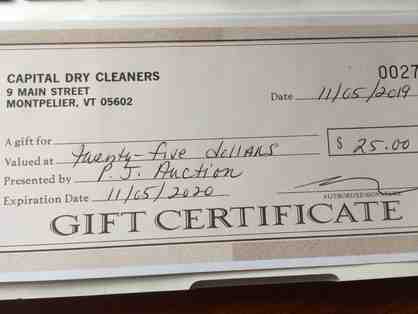 CAPITAL DRY CLEANERS
9 MAIN STREET
MONTPELIER, VT 05602
0027
Date 11/05/2019
A gift for
Valued at twenty-five dollars $ 25.00
Presented by P.J. Auction
Expiration Date 11/05/2020
AUTHORIZED SIGNATURE
GIFT CERTIFICATE